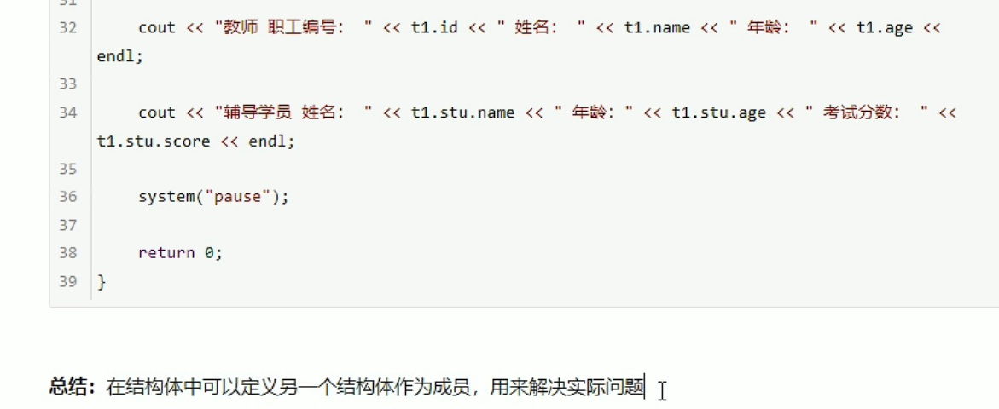 31
32 cout << "教师 职工编号： " << t1.id << " 姓名： " << t1.name << " 年龄： " << t1.age <<
endl;
33
34 cout << "辅导学员 姓名： " << t1.stu.name << " 年龄：" << t1.stu.age << " 考试分数： " <<
t1.stu.score << endl;
35
36 system("pause");
37
38 return 0;
39 }
总结：在结构体中可以定义另一个结构体作为成员，用来解决实际问题